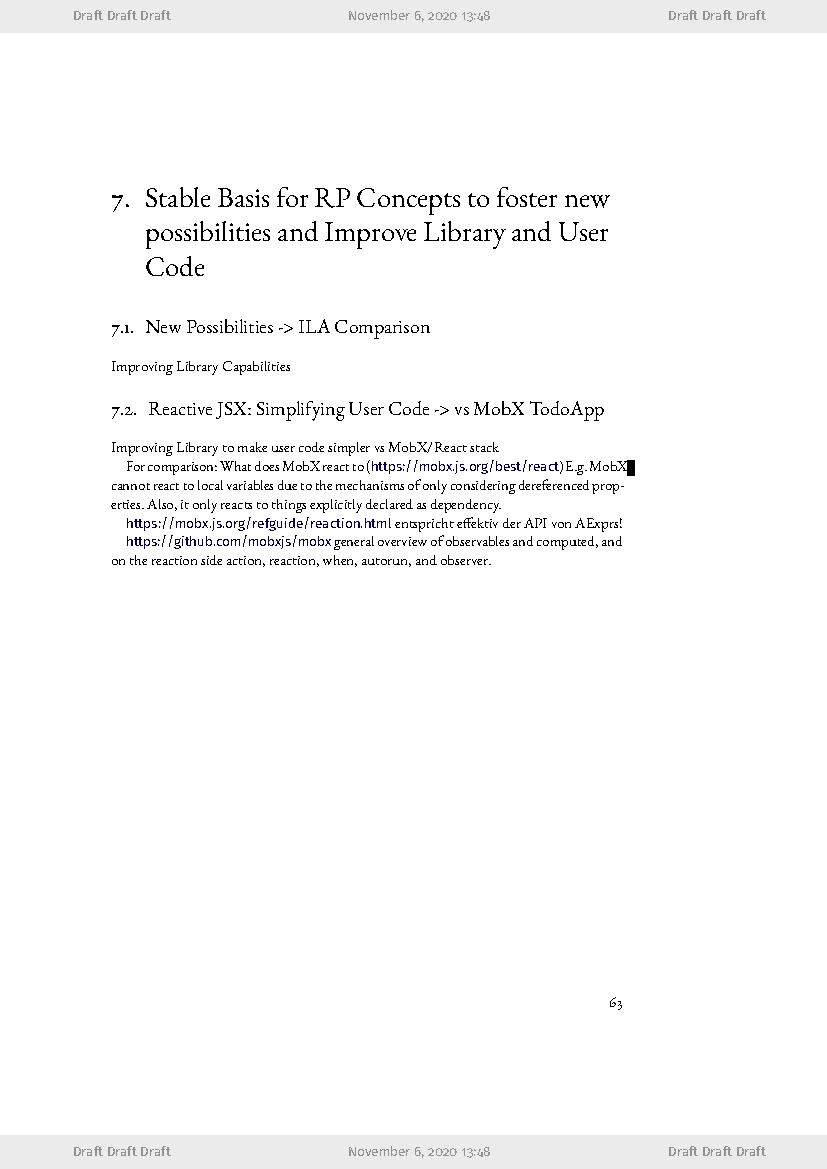 Draft Draft Draft November 6, 2020 13:48 Draft Draft Draft
7. Stable Basis for RP Concepts to foster new
possibilities and Improve Library and User
Code
7.1. New Possibilities -> ILA Comparison
Improving Library Capabilities
7.2. Reactive JSX: Simplifying User Code -> vs MobX TodoApp
Improving Library to make user code simpler vs MobX/React stack
For comparison: What does MobX react to (https://mobx.js.org/best/react) E.g. MobX
cannot react to local variables due to the mechanisms of only considering dereferenced prop-
erties. Also, it only reacts to things explicitly declared as dependency.
https://mobx.js.org/refguide/reaction.html entspricht effektiv der API von AExprs!
https://github.com/mobxjs/mobx general overview of observables and computed, and
on the reaction side action, reaction, when, autorun, and observer.
63
Draft Draft Draft November 6, 2020 13:48 Draft Draft Draft